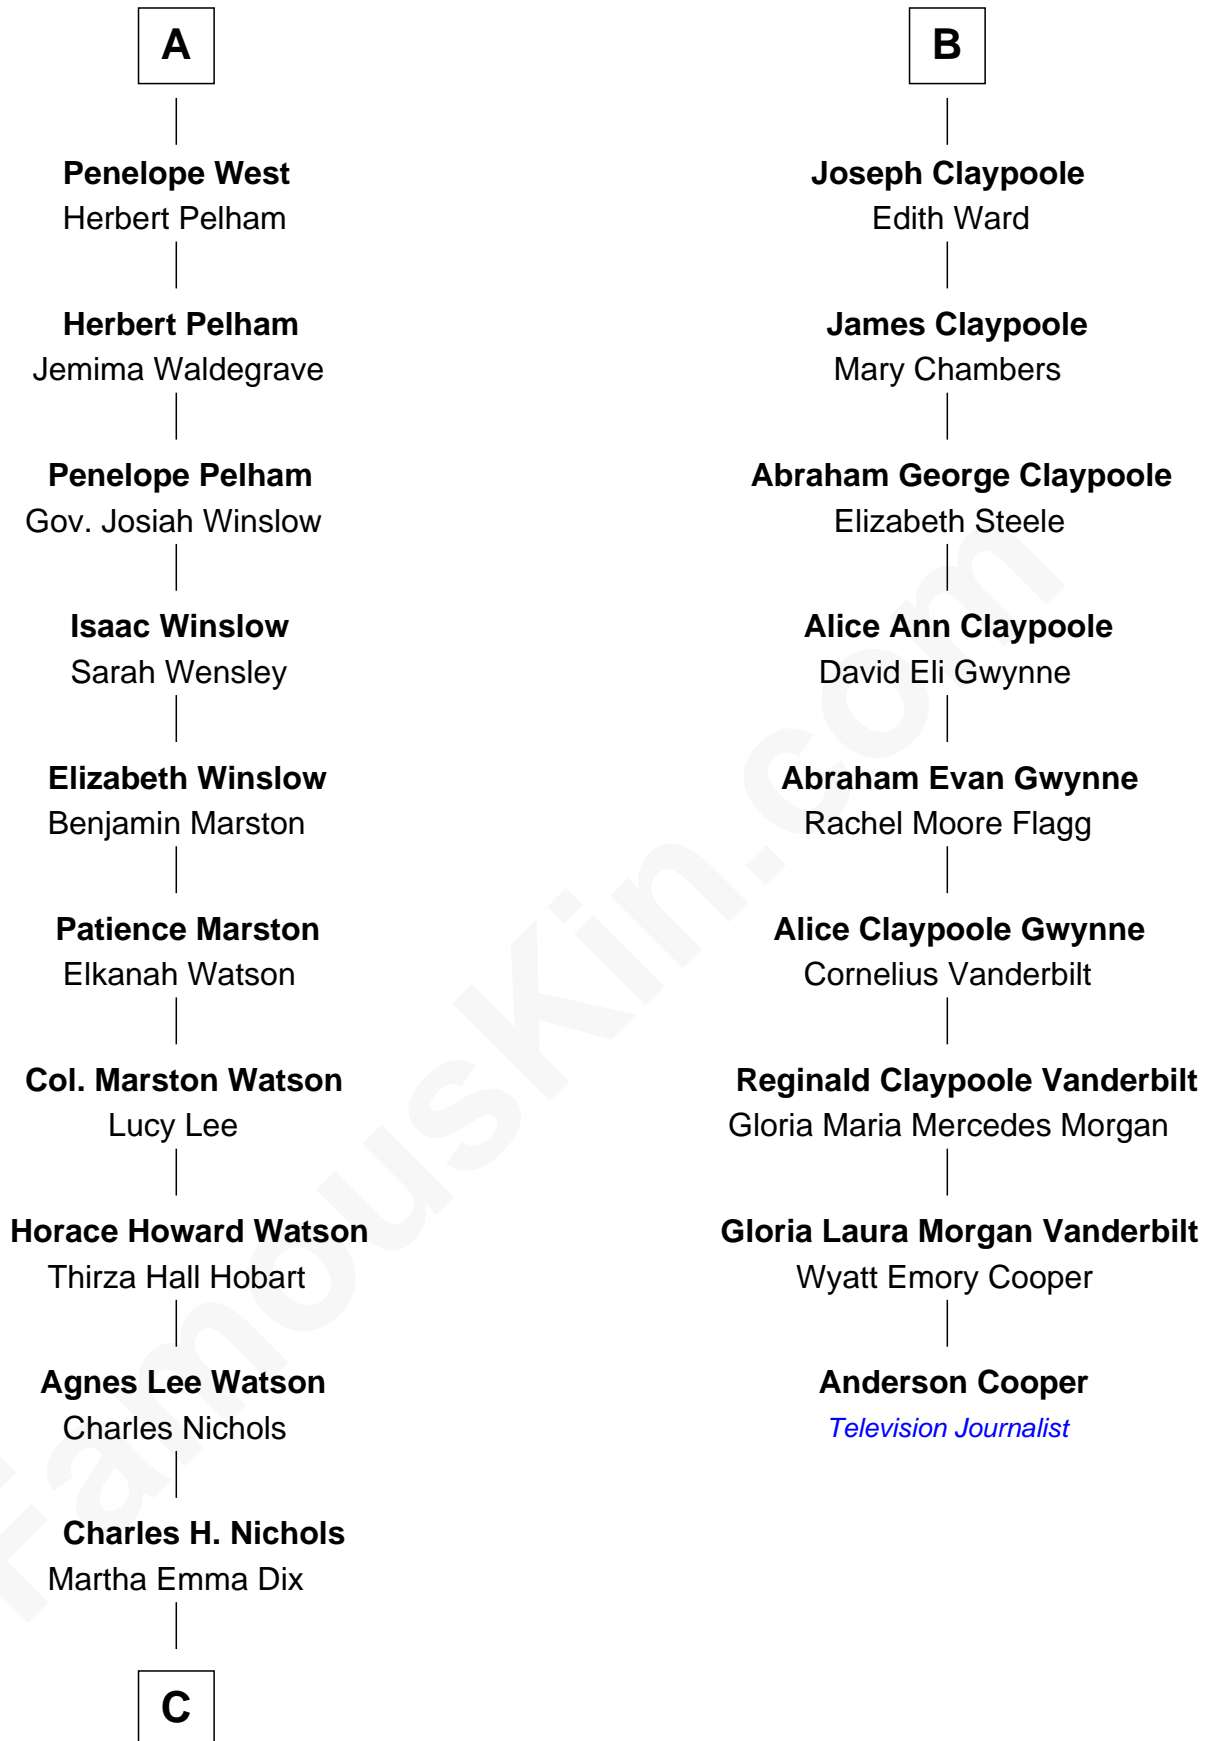 A
Penelope West
Herbert Pelham
Herbert Pelham
Jemima Waldegrave
Penelope Pelham
Gov. Josiah Winslow
Isaac Winslow
Sarah Wensley
Elizabeth Winslow
Benjamin Marston
Patience Marston
Elkanah Watson
Col. Marston Watson
Lucy Lee
Horace Howard Watson
Thirza Hall Hobart
Agnes Lee Watson
Charles Nichols
Charles H. Nichols
Martha Emma Dix
C
B
Joseph Claypoole
Edith Ward
James Claypoole
Mary Chambers
Abraham George Claypoole
Elizabeth Steele
Alice Ann Claypoole
David Eli Gwynne
Abraham Evan Gwynne
Rachel Moore Flagg
Alice Claypoole Gwynne
Cornelius Vanderbilt
Reginald Claypoole Vanderbilt
Gloria Maria Mercedes Morgan
Gloria Laura Morgan Vanderbilt
Wyatt Emory Cooper
Anderson Cooper
Television Journalist
FamousKin.com